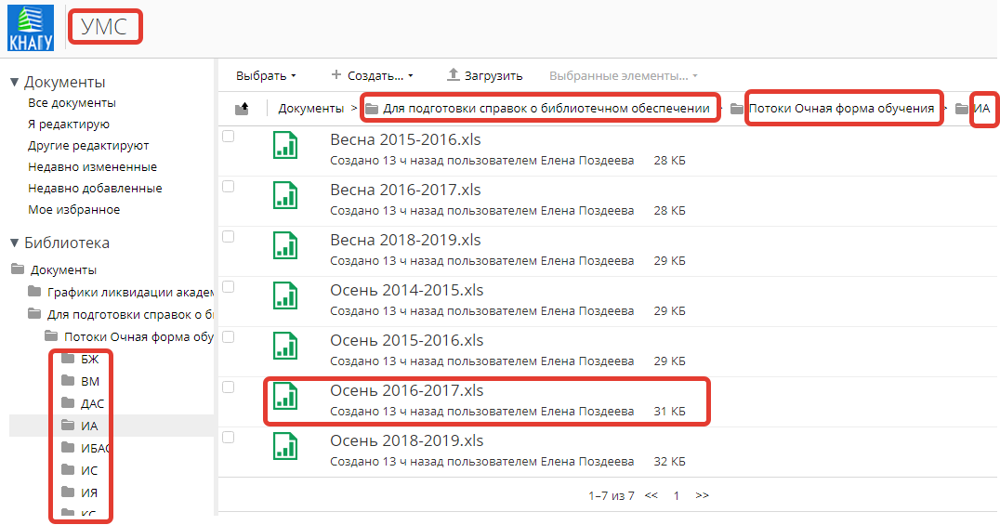 КНАГУ
УМС
Документы
Все документы
Я редактирую
Другие редактируют
Недавно измененные
Недавно добавленные
Мое избранное
Библиотека
Документы
Графики ликвидации акаде
Для подготовки справок о б
Потоки Очная форма обу
БЖ
ВМ
ДАС
ИА
ИБАС
ИС
ИЯ
КС
Выбрать
Создать...
Загрузить
Выбранные элементы...
Документы > Для подготовки справок о библиотечном обеспечении > Потоки Очная форма обучения > ИА
Весна 2015-2016.xls
Создано 13 ч назад пользователем Елена Поздеева 28 КБ
Весна 2016-2017.xls
Создано 13 ч назад пользователем Елена Поздеева 28 КБ
Весна 2018-2019.xls
Создано 13 ч назад пользователем Елена Поздеева 29 КБ
Осень 2014-2015.xls
Создано 13 ч назад пользователем Елена Поздеева 29 КБ
Осень 2015-2016.xls
Создано 13 ч назад пользователем Елена Поздеева 29 КБ
Осень 2016-2017.xls
Создано 13 ч назад пользователем Елена Поздеева 31 КБ
Осень 2018-2019.xls
Создано 13 ч назад пользователем Елена Поздеева 32 КБ
1–7 из 7 << 1 >>